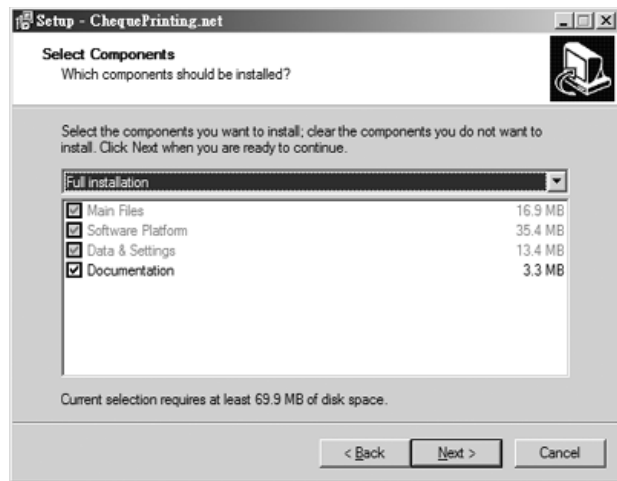 Setup - ChequePrinting.net
Select Components
Which components should be installed?
Select the components you want to install; clear the components you do not want to
install. Click Next when you are ready to continue.
Full installation
Main Files 16.9 MB
Software Platform 35.4 MB
Data & Settings 13.4 MB
Documentation 3.3 MB
Current selection requires at least 69.9 MB of disk space.
< Back Next > Cancel